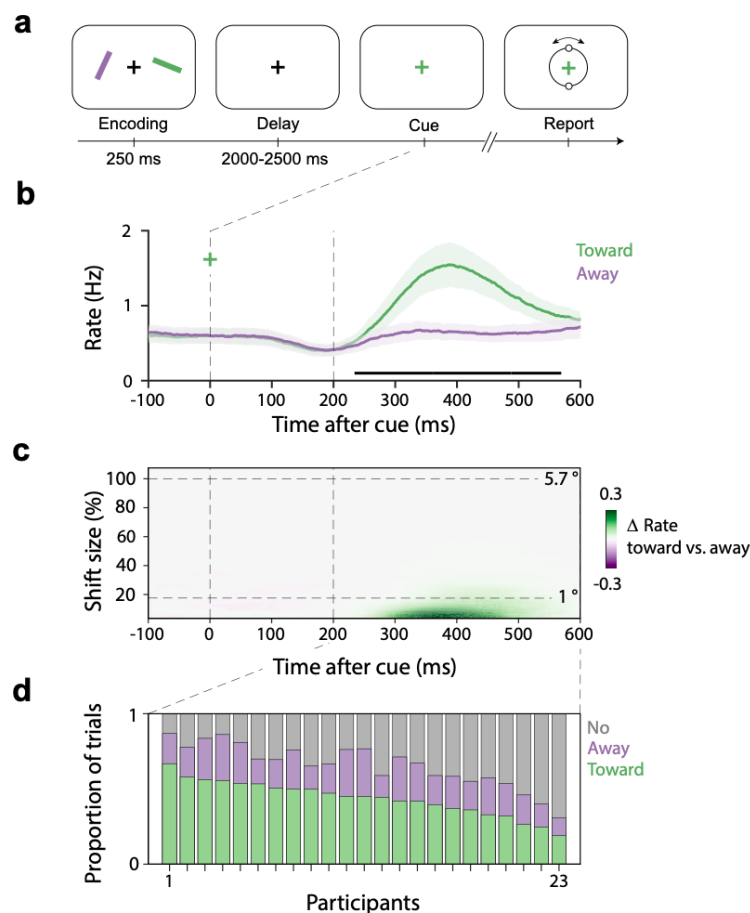 a
Encoding
Delay
Cue
Report
250 ms
2000-2500 ms
b
2
1
0
Rate (Hz)
Toward
Away
-100 0 100 200 300 400 500 600
Time after cue (ms)
c
100
80
60
40
20
Shift size (%)
5.7 °
1 °
0.3
Δ Rate
toward vs. away
-0.3
-100 0 100 200 300 400 500 600
Time after cue (ms)
d
1
0
Proportion of trials
No
Away
Toward
1 23
Participants